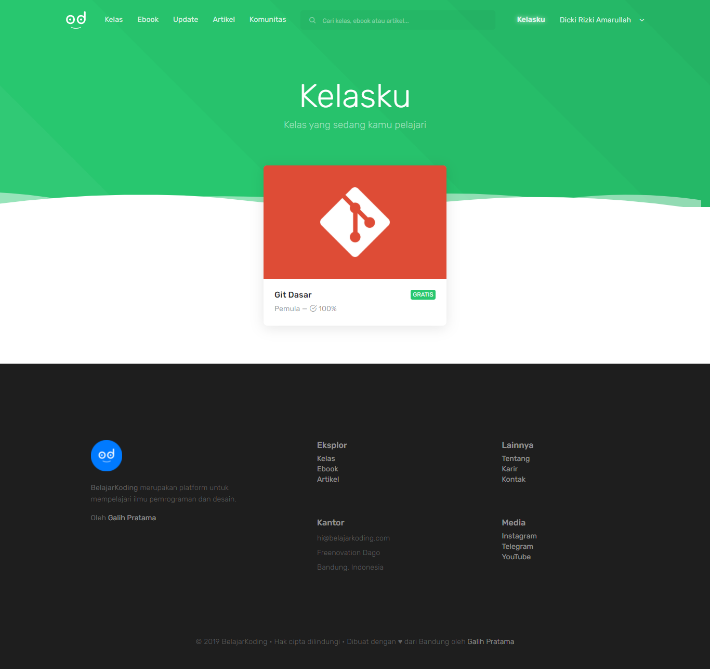 Kelas Ebook Update Artikel Komunitas Cari kelas, ebook atau artikel... Kelasku Dicki Rizki Amarullah
Kelasku
Kelas yang sedang kamu pelajari
Git Dasar GRATIS
Pemula — 100%
BelajarKoding merupakan platform untuk
mempelajari ilmu pemrograman dan desain.
Oleh Galih Pratama
Eksplor
Kelas
Ebook
Artikel
Lainnya
Tentang
Karir
Kontak
Kantor
hi@belajarkoding.com
Freenovation Dago
Bandung, Indonesia
Media
Instagram
Telegram
YouTube
© 2019 BelajarKoding • Hak cipta dilindungi • Dibuat dengan ♥ dari Bandung oleh Galih Pratama